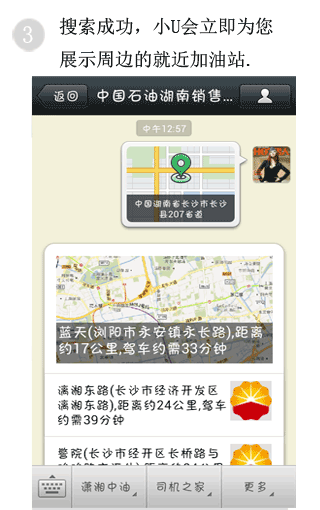 3
搜索成功，小U会立即为您
展示周边的就近加油站.
返回
中国石油湖南销售...
中午12:57
中国湖南省长沙市长沙
县207省道
蓝天(浏阳市永安镇永长路),距离
约17公里,驾车约需33分钟
潇湘东路(长沙市经济开发区
潇湘东路),距离约24公里,驾车
约需39分钟
警院(长沙市经开区长桥路与
潇湘中油
司机之家
更多